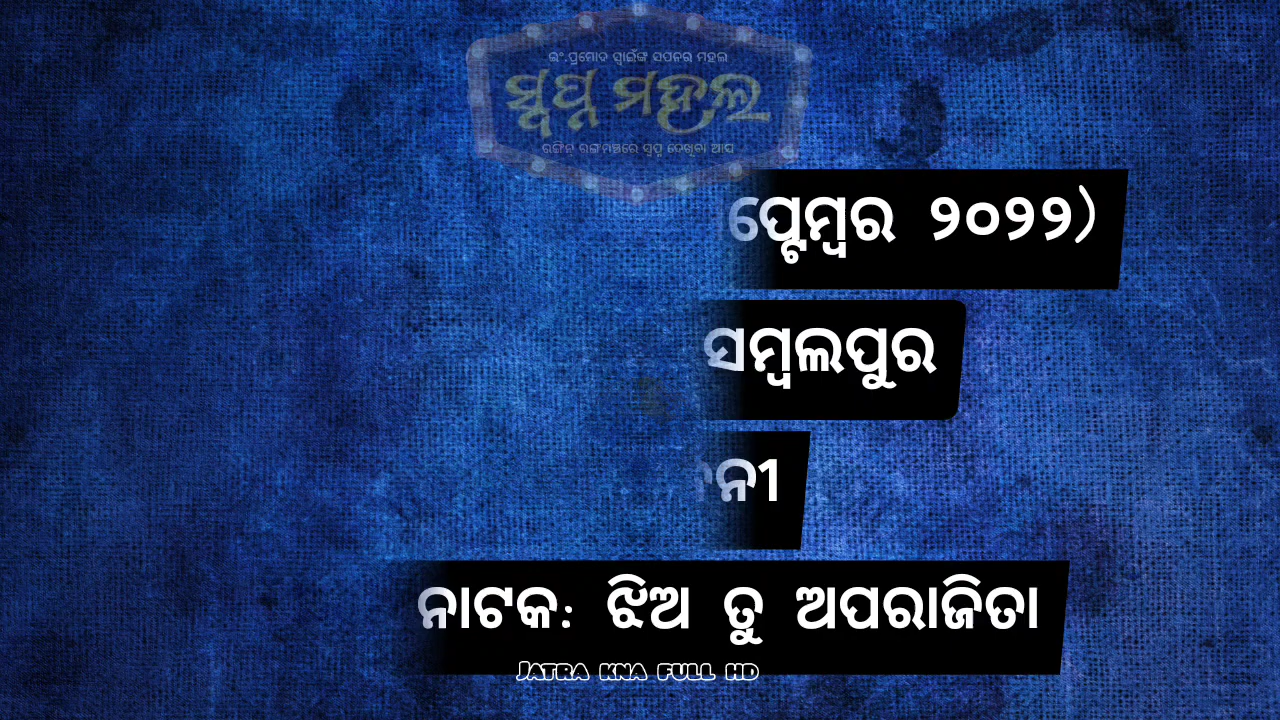 ଇଂ.ପ୍ରମୋଦ ସ୍ୱାଇଁଙ୍କ ସପନର ମହଲ
ସ୍ୱପ୍ନ ମହଲ
ରଙ୍ଗିନ ରଙ୍ଗମଞ୍ଚରେ ସ୍ୱପ୍ନ ଦେଖିବା ଆସ
ପ୍ଟେମ୍ବର ୨୦୨୨)
ସମ୍ବଲପୁର
ନୀ
ନାଟକ: ଝିଅ ତୁ ଅପରାଜିତା
JATRA KNA FULL HD